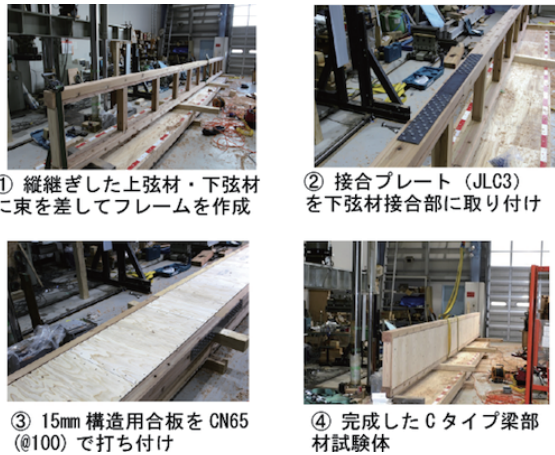 ① 縦継ぎした上弦材・下弦材
に束を差してフレームを作成
② 接合プレート（JLC3）
を下弦材接合部に取り付け
③ 15mm 構造用合板を CN65
(@100) で打ち付け
④ 完成した C タイプ梁部
材試験体